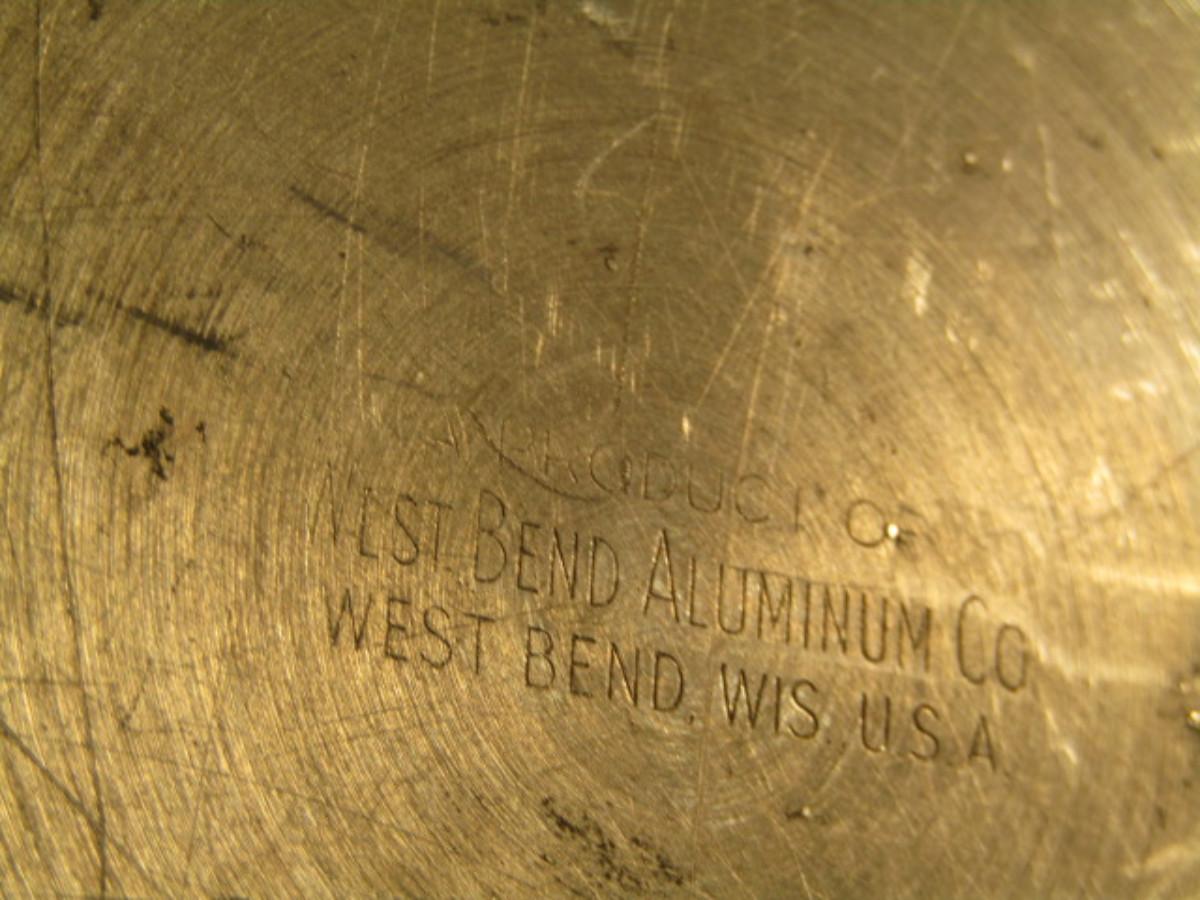 A PRODUCT OF
WEST BEND ALUMINUM CO
WEST BEND, WIS. U.S.A.